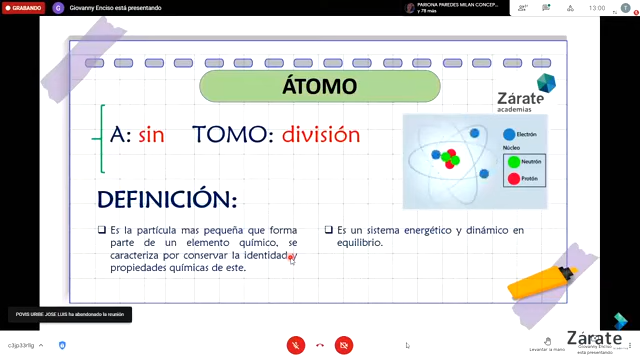 GRABANDO
G
Giovanny Enciso está presentando
PARIONA PAREDES MILAN CONCEP...
y 78 más
13:00
T
ÁTOMO
Zárate
academias
A: sin TOMO: división
Electrón
Núcleo
Neutrón
Protón
DEFINICIÓN:
Es la partícula mas pequeña que forma
parte de un elemento químico, se
caracteriza por conservar la identidad y
propiedades químicas de este.
Es un sistema energético y dinámico en
equilibrio.
POVIS URIBE JOSE LUIS ha abandonado la reunión
Levantar la mano
Giovanny Enciso
está presentando
Zárate